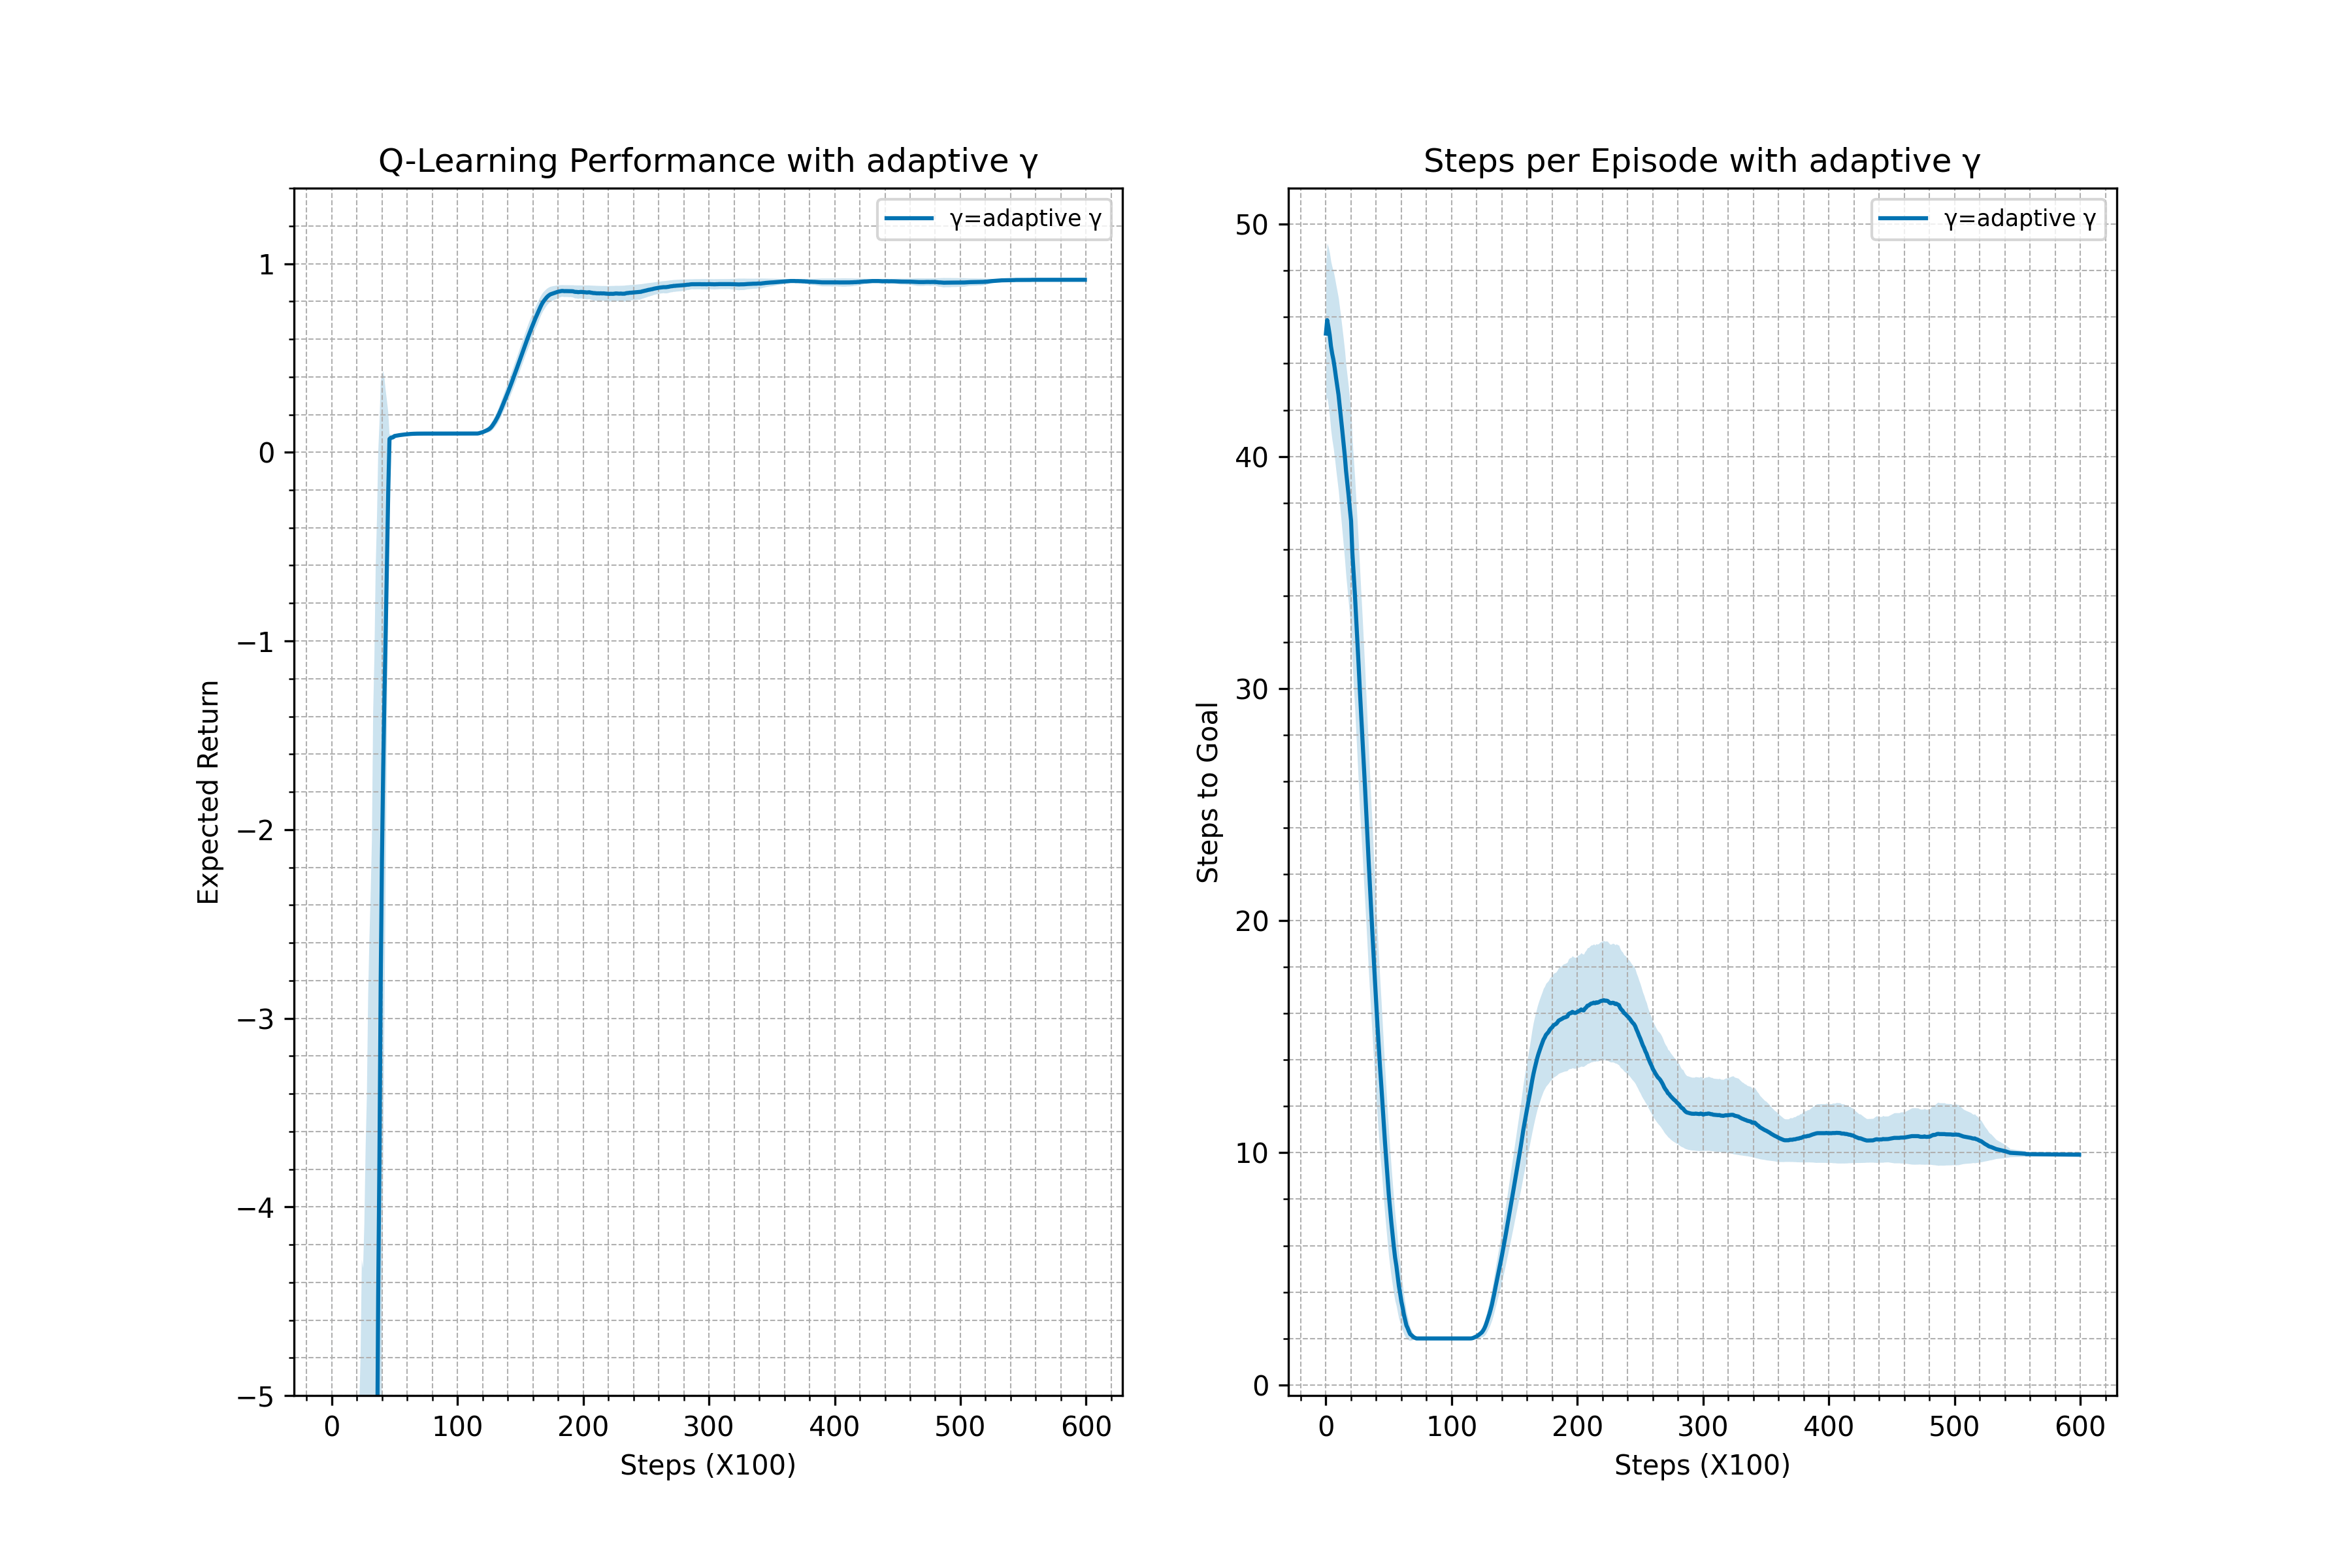 Q-Learning Performance with adaptive γ
γ=adaptive γ
Expected Return
1
0
−1
−2
−3
−4
−5
0 100 200 300 400 500 600
Steps (X100)
Steps per Episode with adaptive γ
γ=adaptive γ
Steps to Goal
50
40
30
20
10
0
0 100 200 300 400 500 600
Steps (X100)